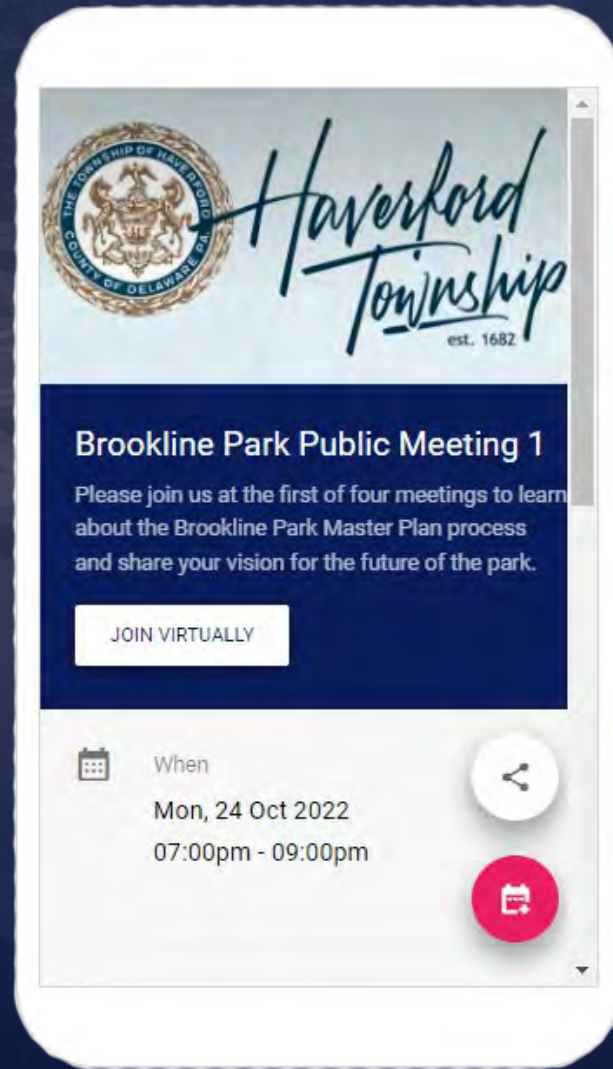 THE TOWNSHIP OF HAVERFORD
COUNTY OF DELAWARE PA.
Haverford
Township
est. 1682
Brookline Park Public Meeting 1
Please join us at the first of four meetings to learn
about the Brookline Park Master Plan process
and share your vision for the future of the park.
JOIN VIRTUALLY
When
Mon, 24 Oct 2022
07:00pm - 09:00pm